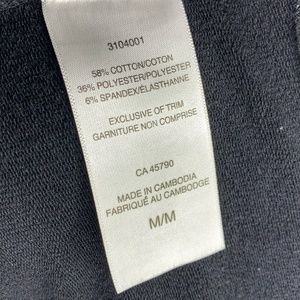 3104001
58% COTTON/COTON
36% POLYESTER/POLYESTER
6% SPANDEX/ÉLASTHANNE
EXCLUSIVE OF TRIM
GARNITURE NON COMPRISE
CA 45790
MADE IN CAMBODIA
FABRIQUÉ AU CAMBODGE
M/M